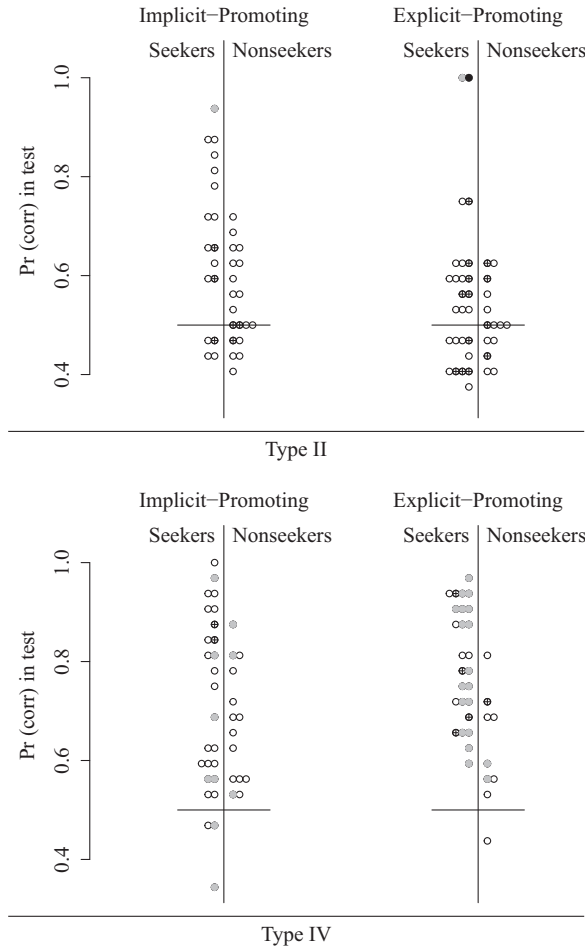 Implicit−Promoting Explicit−Promoting
Seekers Nonseekers Seekers Nonseekers
Pr (corr) in test
1.0
0.8
0.6
0.4
Type II
Implicit−Promoting Explicit−Promoting
Seekers Nonseekers Seekers Nonseekers
Pr (corr) in test
1.0
0.8
0.6
0.4
Type IV